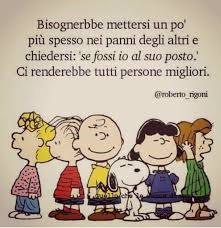 Bisognerbbe mettersi un po'
più spesso nei panni degli altri e
chiedersi: 'se fossi io al suo posto.'
Ci renderebbe tutti persone migliori.
@roberto_rigoni